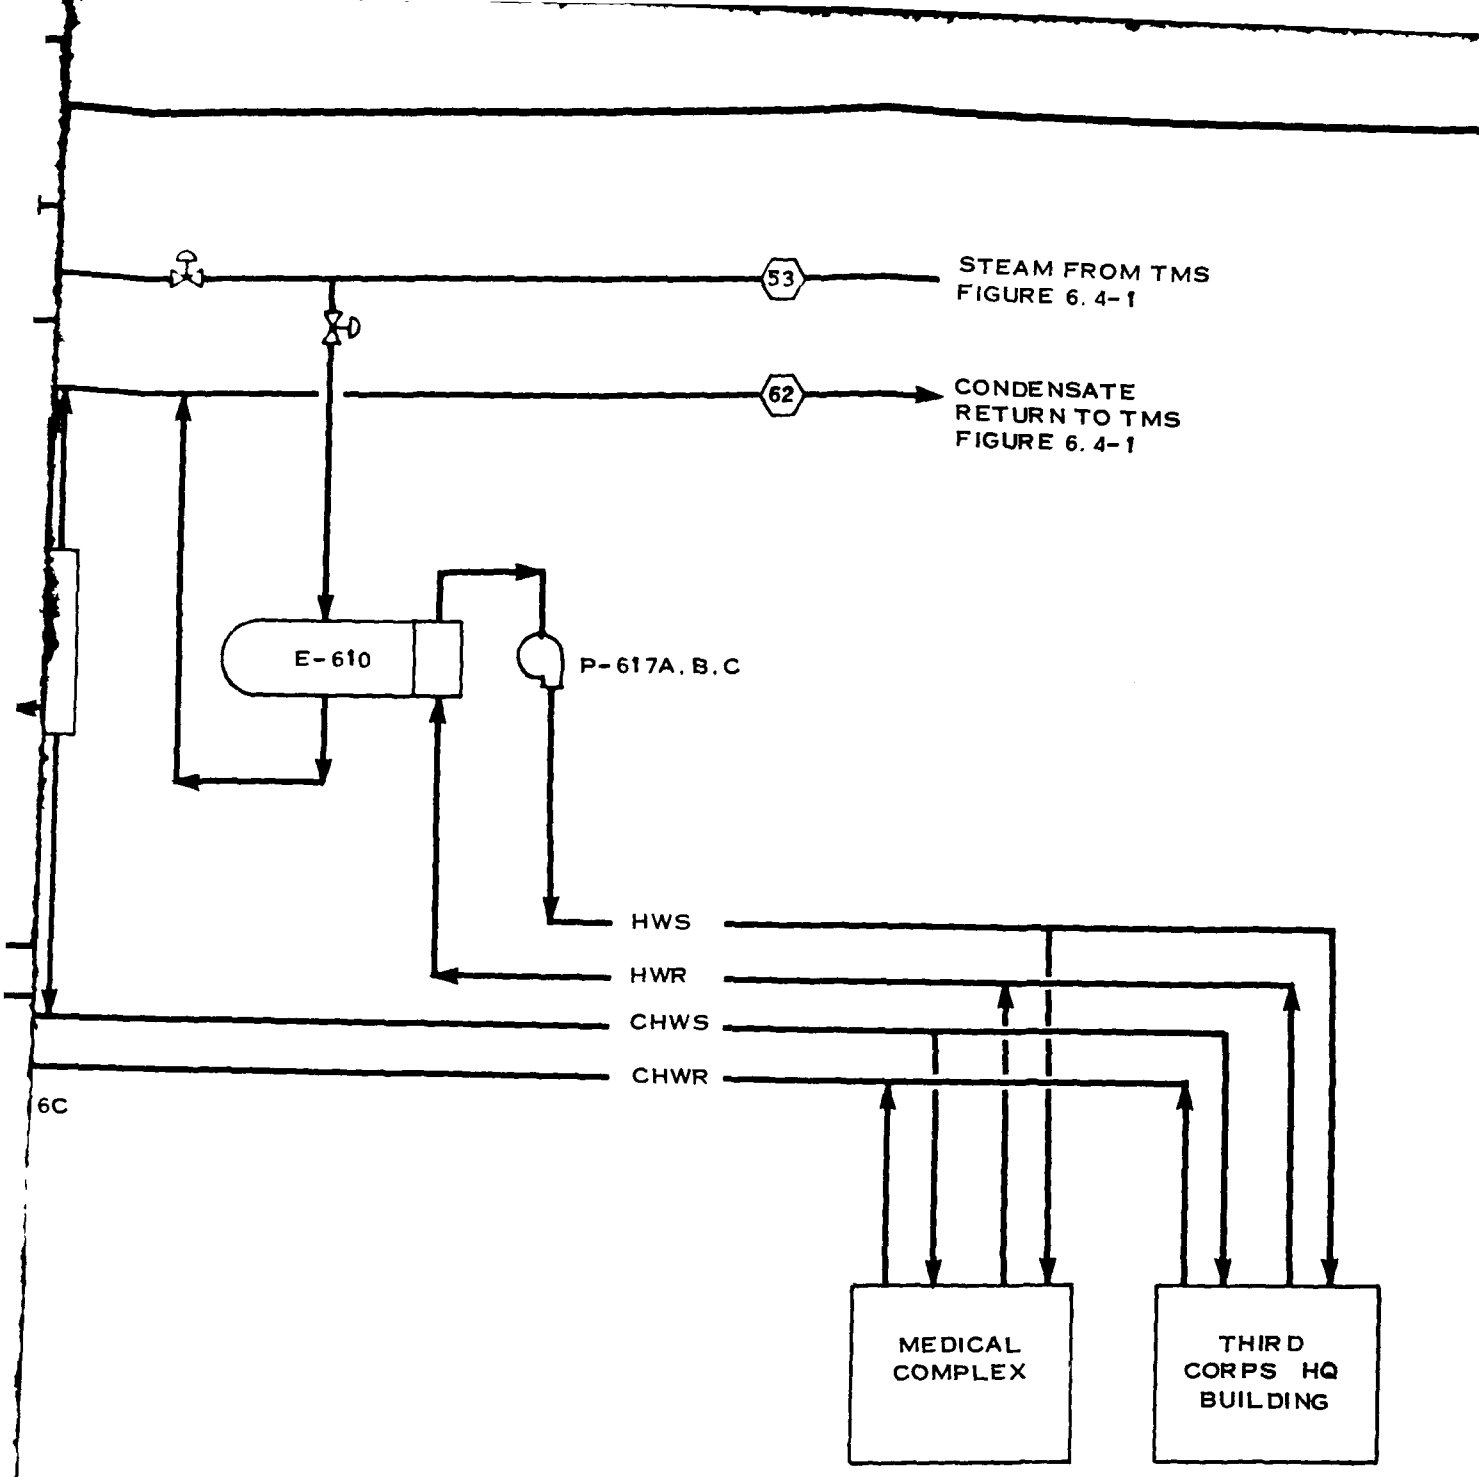 53
STEAM FROM TMS
FIGURE 6.4-1
62
CONDENSATE
RETURN TO TMS
FIGURE 6.4-1
E-610
P-617A, B, C
HWS
HWR
CHWS
CHWR
6C
MEDICAL
COMPLEX
THIRD
CORPS HQ
BUILDING